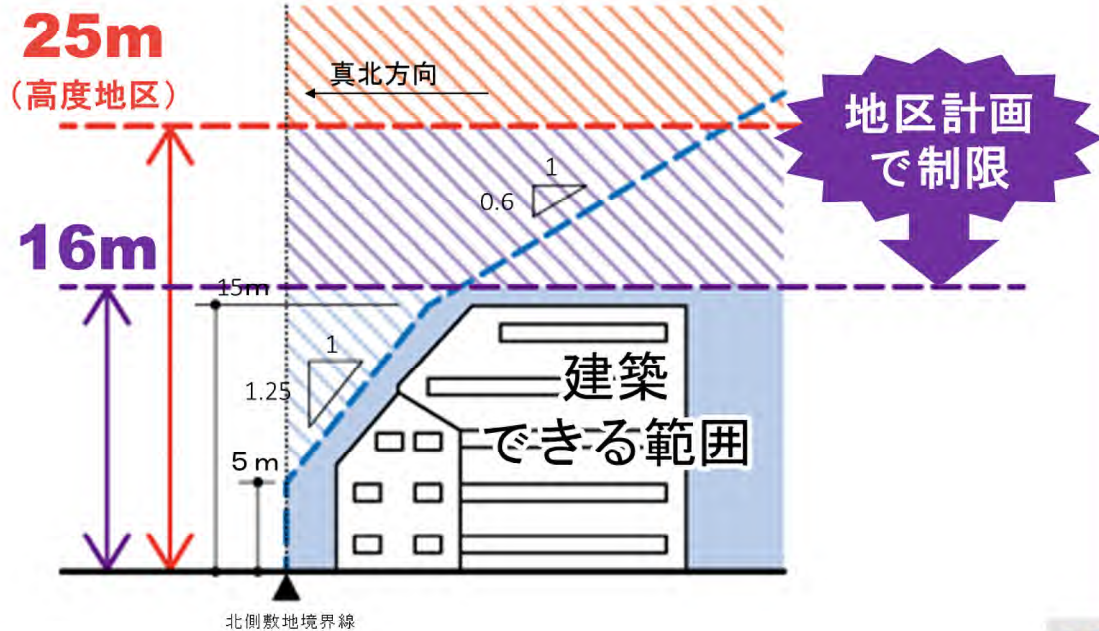 25m
（高度地区）
真北方向
地区計画
で制限
1
0.6
16m
15m
1
1.25
建築
できる範囲
5m
北側敷地境界線